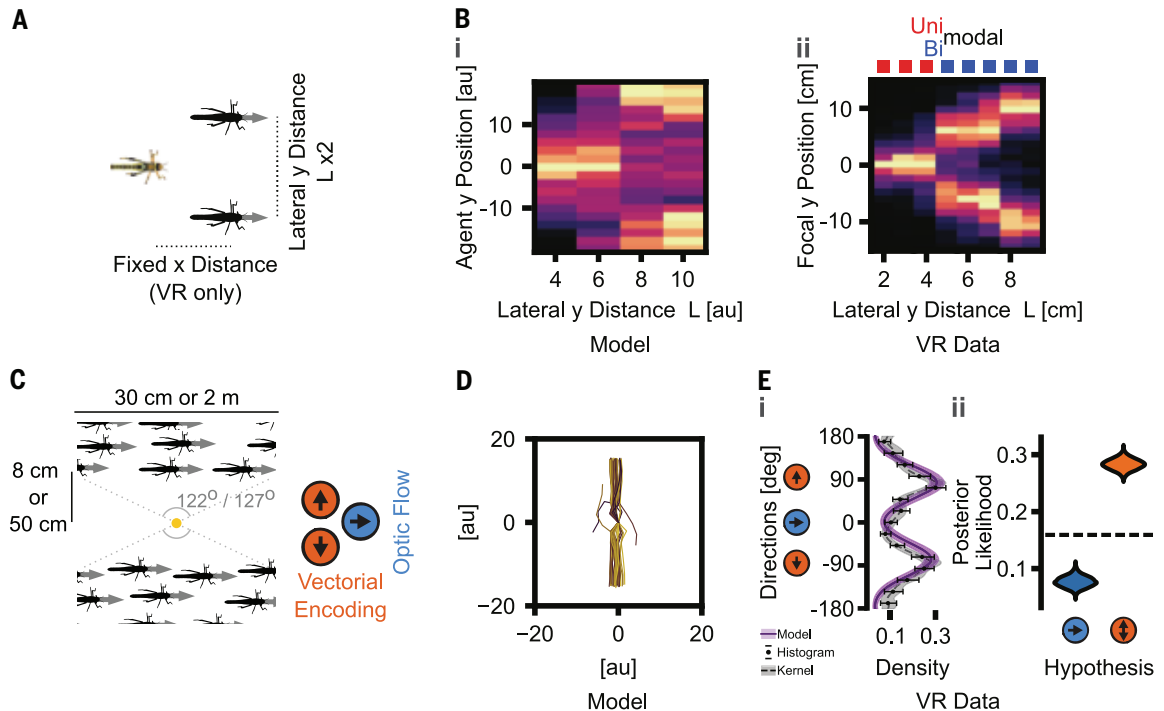 A
Lateral y Distance
L x2
Fixed x Distance
(VR only)
B
i
Agent y Position [au]
10
0
-10
4 6 8 10
Lateral y Distance L [au]
Model
ii
Uni
Bi
modal
Focal y Position [cm]
10
0
-10
2 4 6 8
Lateral y Distance L [cm]
VR Data
C
30 cm or 2 m
8 cm
or
50 cm
122o / 127o
Optic Flow
Vectorial
Encoding
D
20
[au]
0
−20
−20 0 20
[au]
Model
E
i
Directions [deg]
180
90
0
-90
-180
0.1 0.3
Density
Model
Histogram
Kernel
ii
Posterior
Likelihood
0.3
0.2
0.1
Hypothesis
VR Data